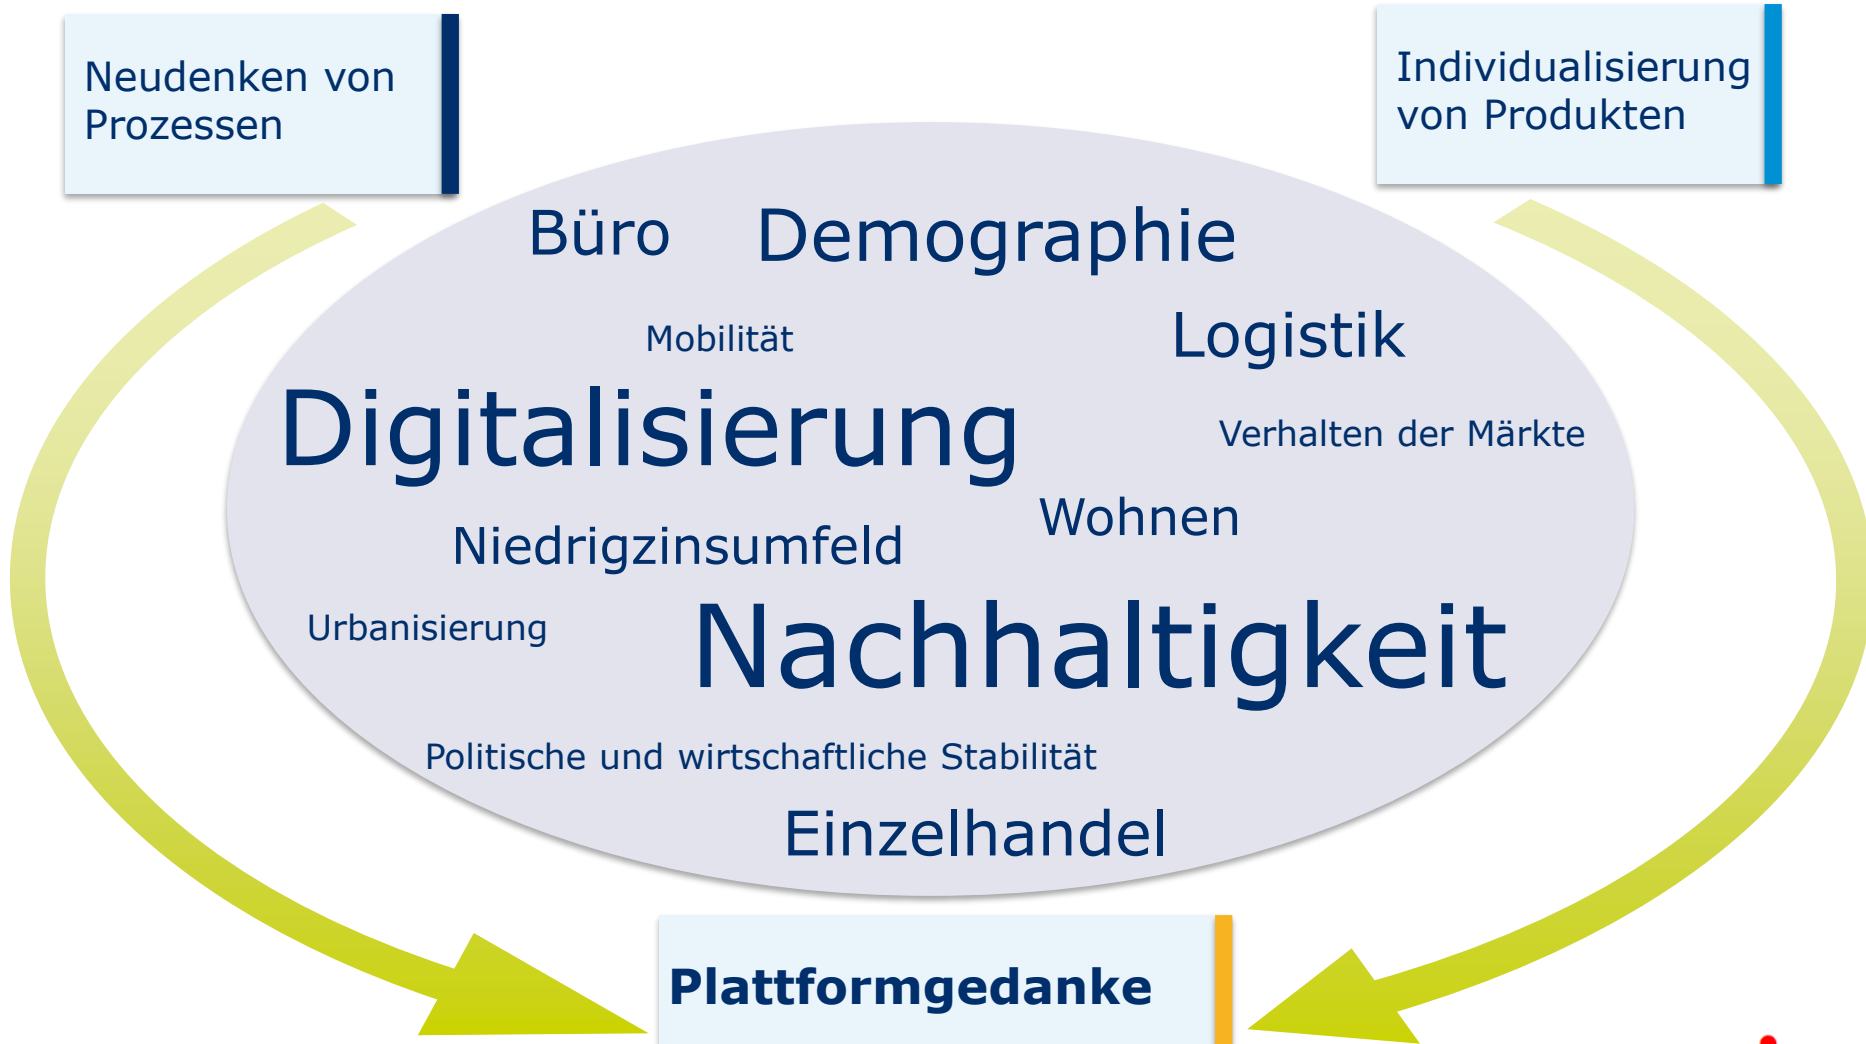 Neudenken von
Prozessen
Individualisierung
von Produkten
Büro
Demographie
Mobilität
Logistik
Digitalisierung
Verhalten der Märkte
Wohnen
Niedrigzinsumfeld
Urbanisierung
Nachhaltigkeit
Politische und wirtschaftliche Stabilität
Einzelhandel
Plattformgedanke